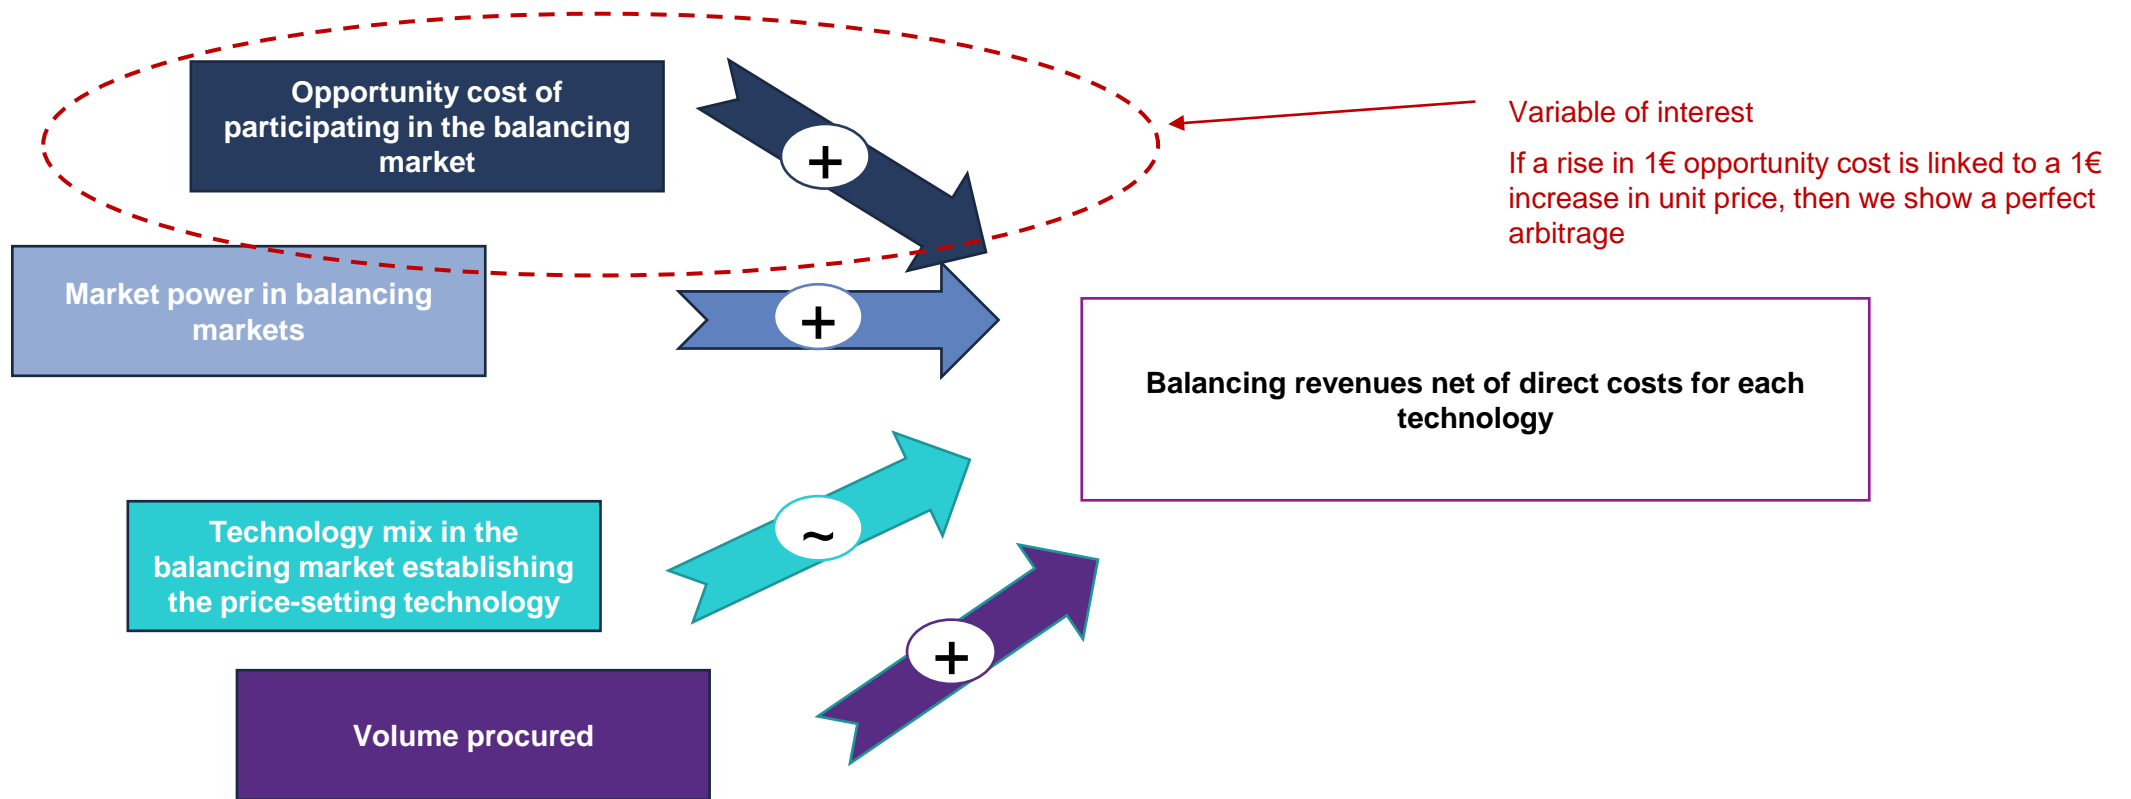 Opportunity cost of
participating in the balancing
market
+
Variable of interest
If a rise in 1€ opportunity cost is linked to a 1€
increase in unit price, then we show a perfect
arbitrage
Market power in balancing
markets
+
Balancing revenues net of direct costs for each
technology
Technology mix in the
balancing market establishing
the price-setting technology
~
Volume procured
+